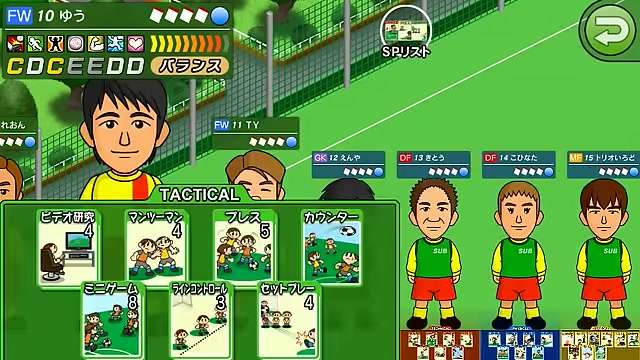 FW 10 ゆう
CDCEEDD バランス
SPリスト
れおん
FW 11 TY
GK 12 えんや
DF 13 きとう
DF 14 こひなた
MF 15 トリオいろど
TACTICAL
ビデオ研究 4
マンツーマン 4
プレス 5
カウンター
ミニゲーム 8
ラインコントロール 3
セットプレー 4
SUB
SUB
SUB